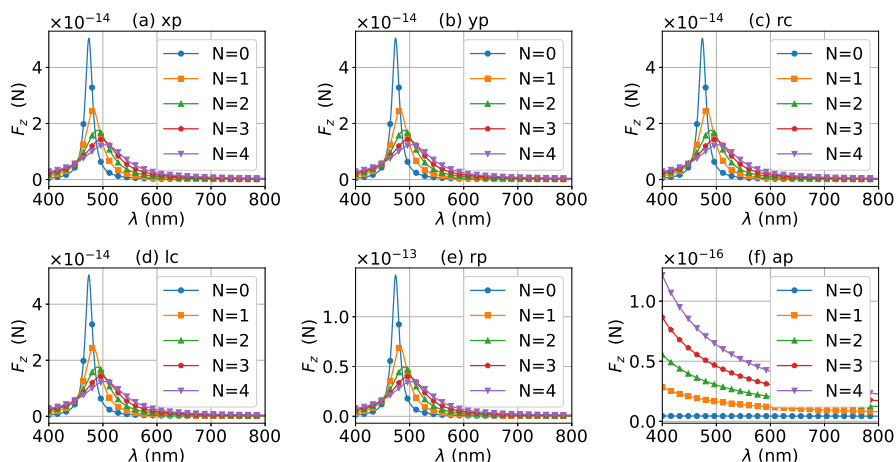 ×10⁻¹⁴ (a) xp
F_z (N)
4
2
0
N=0
N=1
N=2
N=3
N=4
400 500 600 700 800
λ (nm)
×10⁻¹⁴ (b) yp
F_z (N)
4
2
0
N=0
N=1
N=2
N=3
N=4
400 500 600 700 800
λ (nm)
×10⁻¹⁴ (c) rc
F_z (N)
4
2
0
N=0
N=1
N=2
N=3
N=4
400 500 600 700 800
λ (nm)
×10⁻¹⁴ (d) lc
F_z (N)
4
2
0
N=0
N=1
N=2
N=3
N=4
400 500 600 700 800
λ (nm)
×10⁻¹³ (e) rp
F_z (N)
1.0
0.5
0.0
N=0
N=1
N=2
N=3
N=4
400 500 600 700 800
λ (nm)
×10⁻¹⁶ (f) ap
F_z (N)
1.0
0.5
0.0
N=0
N=1
N=2
N=3
N=4
400 500 600 700 800
λ (nm)